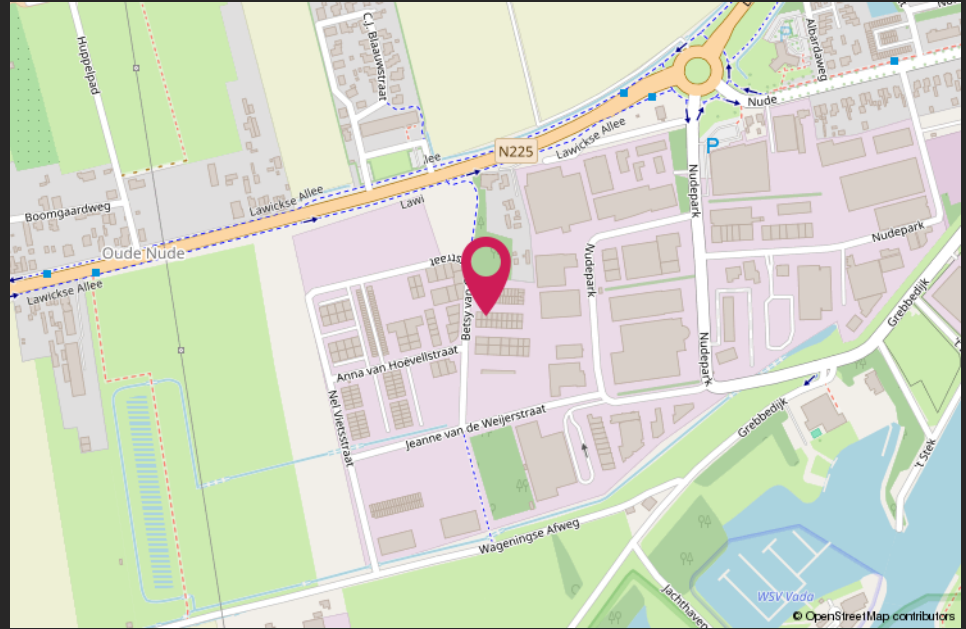 Huppelpad
C.J. Blaauwstraat
Albardaweg
Nude
N225
Lawickse Allee
P
Lawickse Allee
Boomgaardweg
Lawi
Nudepark
Oude Nude
Nudepark
Nudepark
Lawickse Allee
Grebbedijk
Betsy van
Nudepark
Anna van Hoëvellstraat
Nel Vietsstraat
Jeanne van de Weijerstraat
Grebbedijk
't Stek
Wageningse Afweg
Jachthaven
WSV Vada
© OpenStreetMap contributors